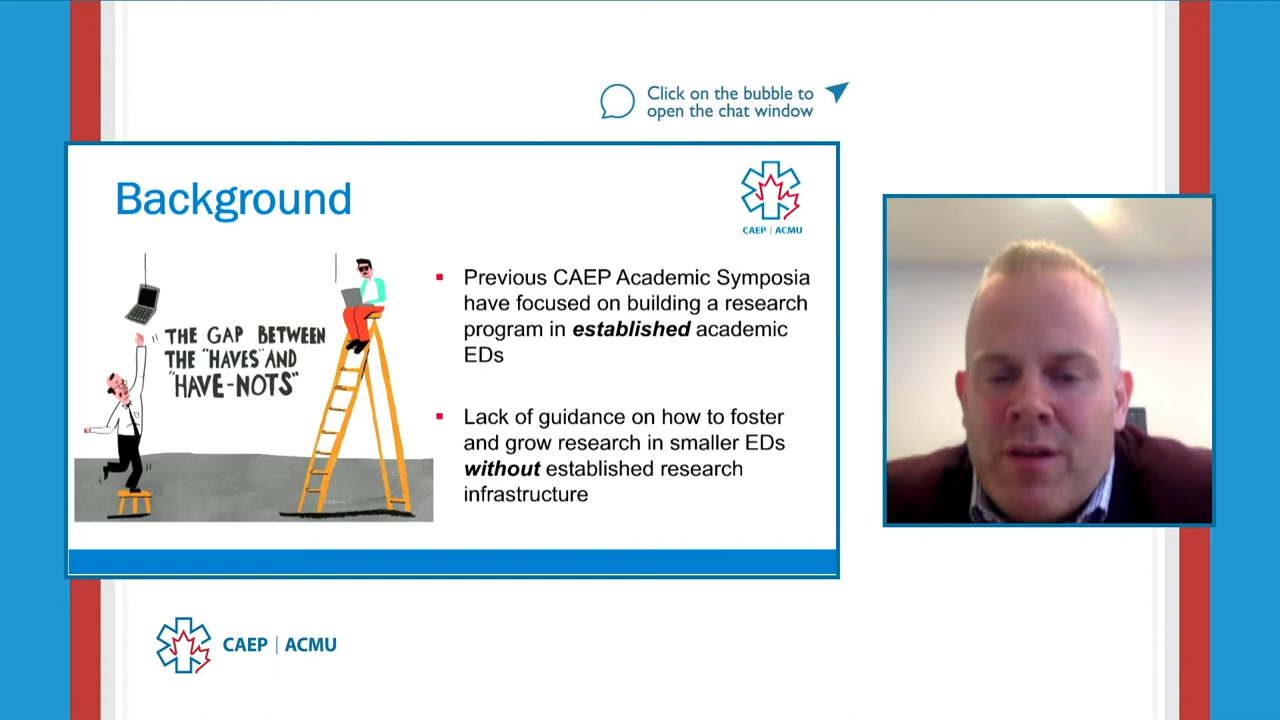 Click on the bubble to
open the chat window
Background
CAEP | ACMU
THE GAP BETWEEN
THE "HAVES" AND
"HAVE-NOTS"
▪ Previous CAEP Academic Symposia
have focused on building a research
program in established academic
EDs
▪ Lack of guidance on how to foster
and grow research in smaller EDs
without established research
infrastructure
CAEP | ACMU